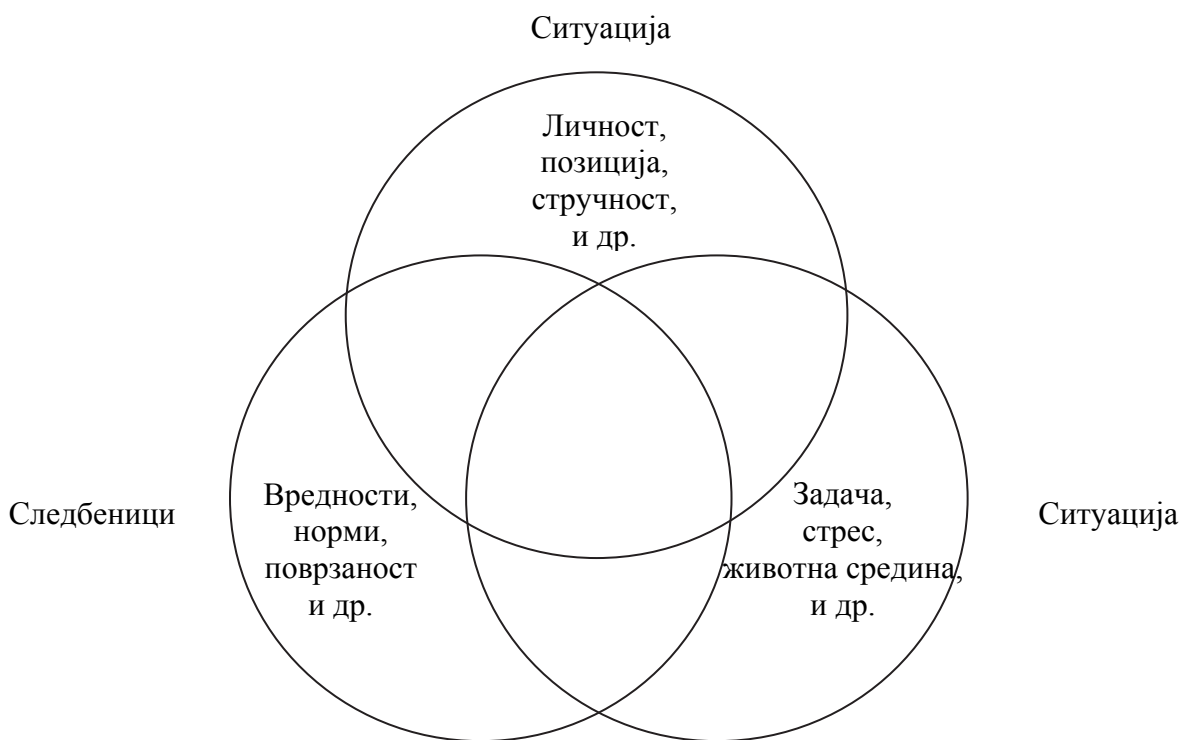 Ситуација
Личност,
позиција,
стручност,
и др.
Следбеници
Вредности,
норми,
поврзаност
и др.
Задача,
стрес,
животна средина,
и др.
Ситуација